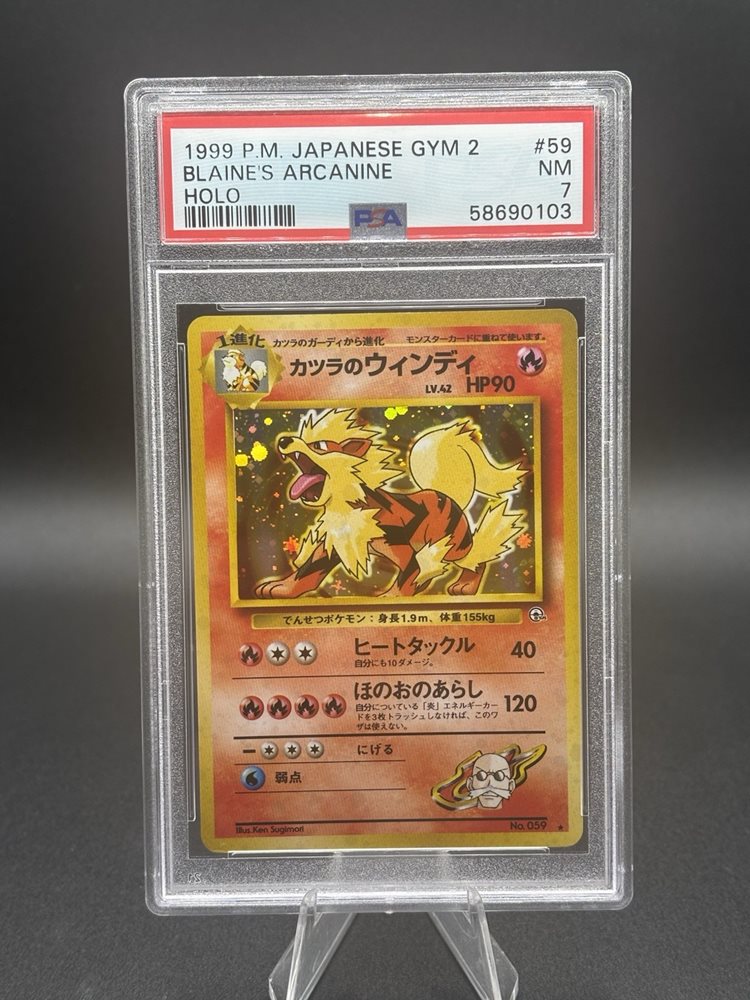 1999 P.M. JAPANESE GYM 2 #59
BLAINE'S ARCANINE NM
HOLO 7
PSA 58690103
1進化 カツラのガーディから進化 モンスターカードに重ねて使います。
カツラのウィンディ
LV.42 HP90
でんせつポケモン：身長1.9m、体重155kg
ヒートタックル 40
自分にも10ダメージ。
ほのおのあらし 120
自分についている「炎」エネルギーカー
ドを3枚トラッシュしなければ、このワ
ザは使えない。
にげる
弱点
Illus. Ken Sugimori No. 059 ★